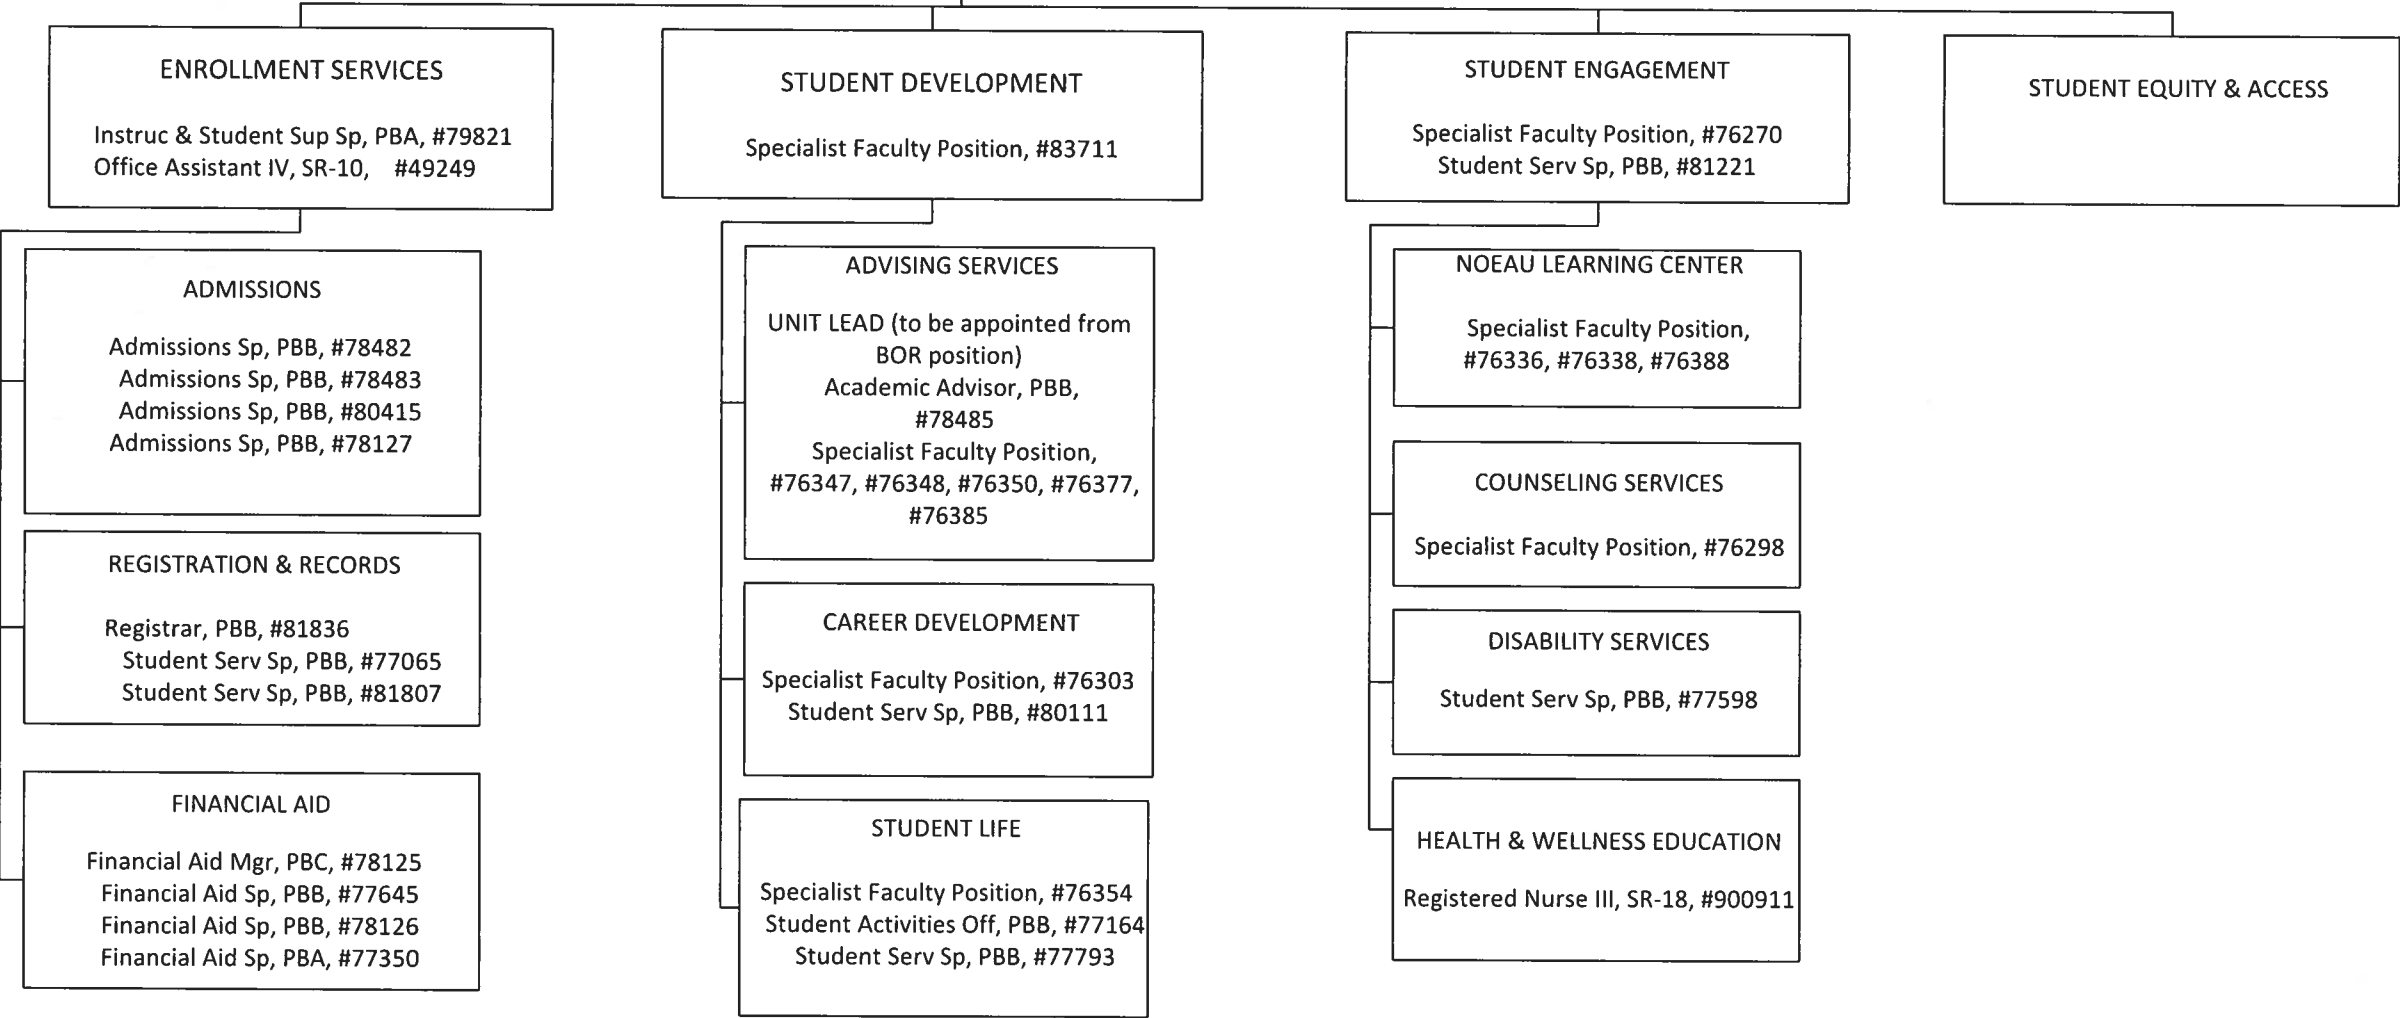 ENROLLMENT SERVICES
Instruc & Student Sup Sp, PBA, #79821
Office Assistant IV, SR-10, #49249
ADMISSIONS
Admissions Sp, PBB, #78482
Admissions Sp, PBB, #78483
Admissions Sp, PBB, #80415
Admissions Sp, PBB, #78127
REGISTRATION & RECORDS
Registrar, PBB, #81836
Student Serv Sp, PBB, #77065
Student Serv Sp, PBB, #81807
FINANCIAL AID
Financial Aid Mgr, PBC, #78125
Financial Aid Sp, PBB, #77645
Financial Aid Sp, PBB, #78126
Financial Aid Sp, PBA, #77350
STUDENT DEVELOPMENT
Specialist Faculty Position, #83711
ADVISING SERVICES
UNIT LEAD (to be appointed from
BOR position)
Academic Advisor, PBB,
#78485
Specialist Faculty Position,
#76347, #76348, #76350, #76377,
#76385
CAREER DEVELOPMENT
Specialist Faculty Position, #76303
Student Serv Sp, PBB, #80111
STUDENT LIFE
Specialist Faculty Position, #76354
Student Activities Off, PBB, #77164
Student Serv Sp, PBB, #77793
STUDENT ENGAGEMENT
Specialist Faculty Position, #76270
Student Serv Sp, PBB, #81221
NOEAU LEARNING CENTER
Specialist Faculty Position,
#76336, #76338, #76388
COUNSELING SERVICES
Specialist Faculty Position, #76298
DISABILITY SERVICES
Student Serv Sp, PBB, #77598
HEALTH & WELLNESS EDUCATION
Registered Nurse III, SR-18, #900911
STUDENT EQUITY & ACCESS